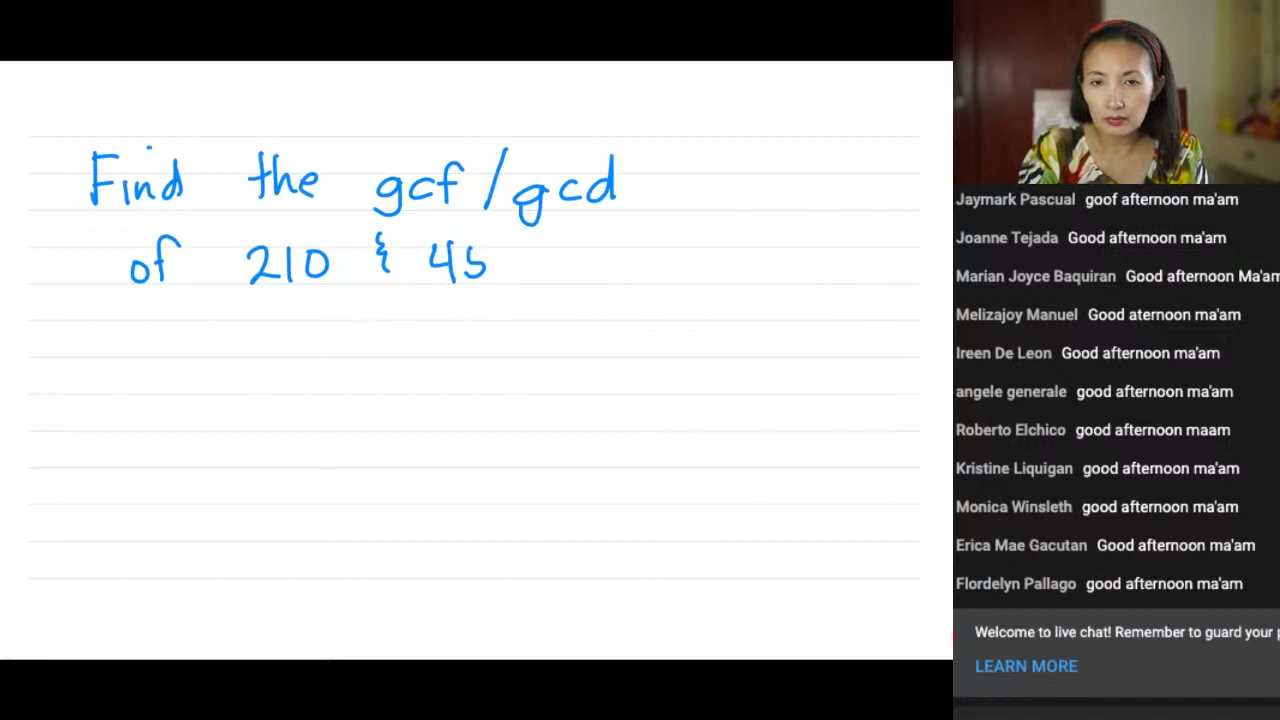 Find the gcf/gcd
of 210 & 45
Jaymark Pascual goof afternoon ma'am
Joanne Tejada Good afternoon ma'am
Marian Joyce Baquiran Good afternoon Ma'am
Melizajoy Manuel Good aternoon ma'am
Ireen De Leon Good afternoon ma'am
angele generale good afternoon ma'am
Roberto Elchico good afternoon maam
Kristine Liquigan good afternoon ma'am
Monica Winsleth good afternoon ma'am
Erica Mae Gacutan Good afternoon ma'am
Flordelyn Pallago good afternoon ma'am
Welcome to live chat! Remember to guard your p
LEARN MORE